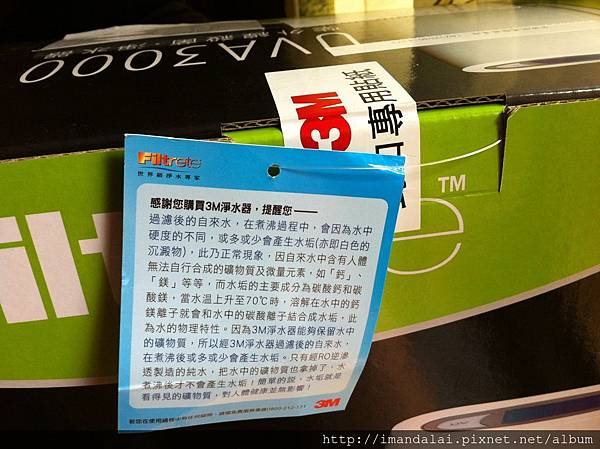 UVA3000
3M
Filtrete
世界級淨水專家
感謝您購買3M淨水器，提醒您——
過濾後的自來水，在煮沸過程中，會因為水中
硬度的不同，或多或少會產生水垢(亦即白色的
沉澱物)，此乃正常現象，因自來水中含有人體
無法自行合成的礦物質及微量元素，如「鈣」、
「鎂」等等，而水垢的主要成分為碳酸鈣和碳
酸鎂，當水溫上升至70℃時，溶解在水中的鈣
鎂離子就會和水中的碳酸離子結合成水垢，此
為水的物理特性。因為3M淨水器能夠保留水中
的礦物質，所以經3M淨水器過濾後的自來水，
在煮沸後或多或少會產生水垢。只有經RO逆滲
透製造的純水，把水中的礦物質也拿掉了，水
煮沸後才不會產生水垢！簡單的說，水垢就是
看得見的礦物質，對人體健康並無影響！
3M
TM
http://imandalai.pixnet.net/album